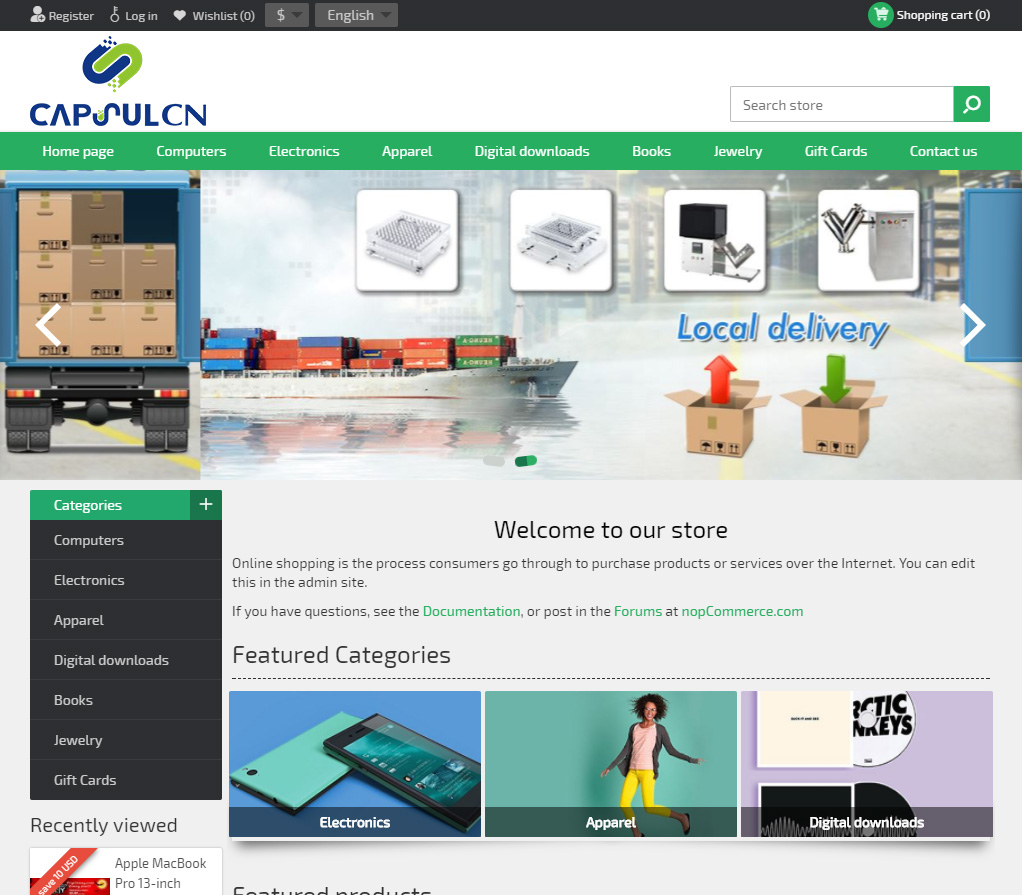 Register Log in Wishlist (0) $ English Shopping cart (0)
CAPSULCN
Search store
Home page Computers Electronics Apparel Digital downloads Books Jewelry Gift Cards Contact us
Local delivery
Categories +
Computers
Electronics
Apparel
Digital downloads
Books
Jewelry
Gift Cards
Welcome to our store
Online shopping is the process consumers go through to purchase products or services over the Internet. You can edit
this in the admin site.
If you have questions, see the Documentation, or post in the Forums at nopCommerce.com
Featured Categories
Electronics
Apparel
Digital downloads
Recently viewed
save 10 USD
Apple MacBook
Pro 13-inch
Featured products